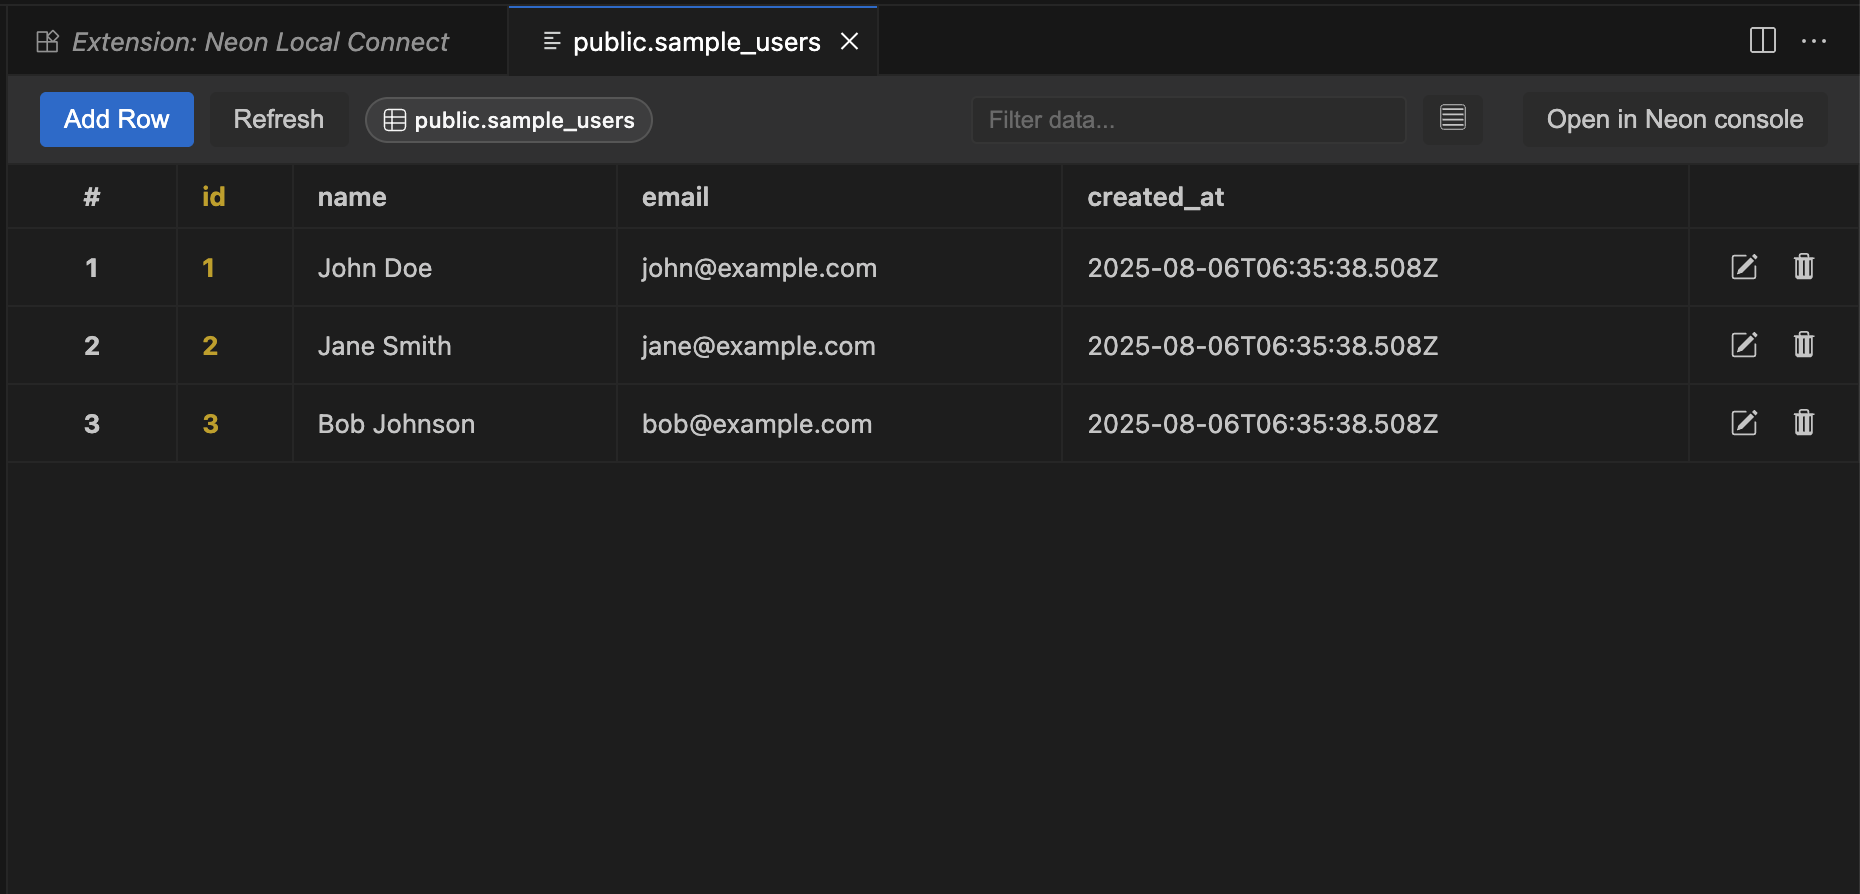 Extension: Neon Local Connect public.sample_users
Add Row Refresh public.sample_users Filter data... Open in Neon console
# id name email created_at
1 1 John Doe john@example.com 2025-08-06T06:35:38.508Z
2 2 Jane Smith jane@example.com 2025-08-06T06:35:38.508Z
3 3 Bob Johnson bob@example.com 2025-08-06T06:35:38.508Z